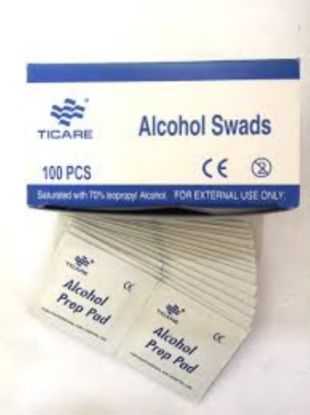 TICARE
Alcohol Swads
100 PCS
CE
Saturated with 70% Isopropyl Alcohol. FOR EXTERNAL USE ONLY
TICARE
CE
Alcohol
Prep Pad
TICARE
CE
Alcohol
Prep Pad